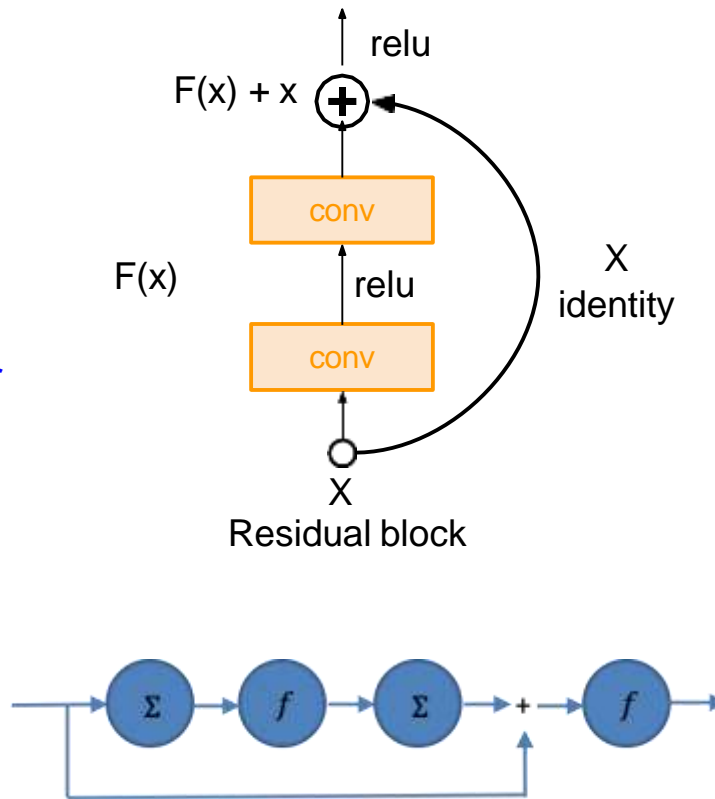 relu
F(x) + x
conv
F(x)
relu
X
identity
conv
X
Residual block
Σ
f
Σ
+
f